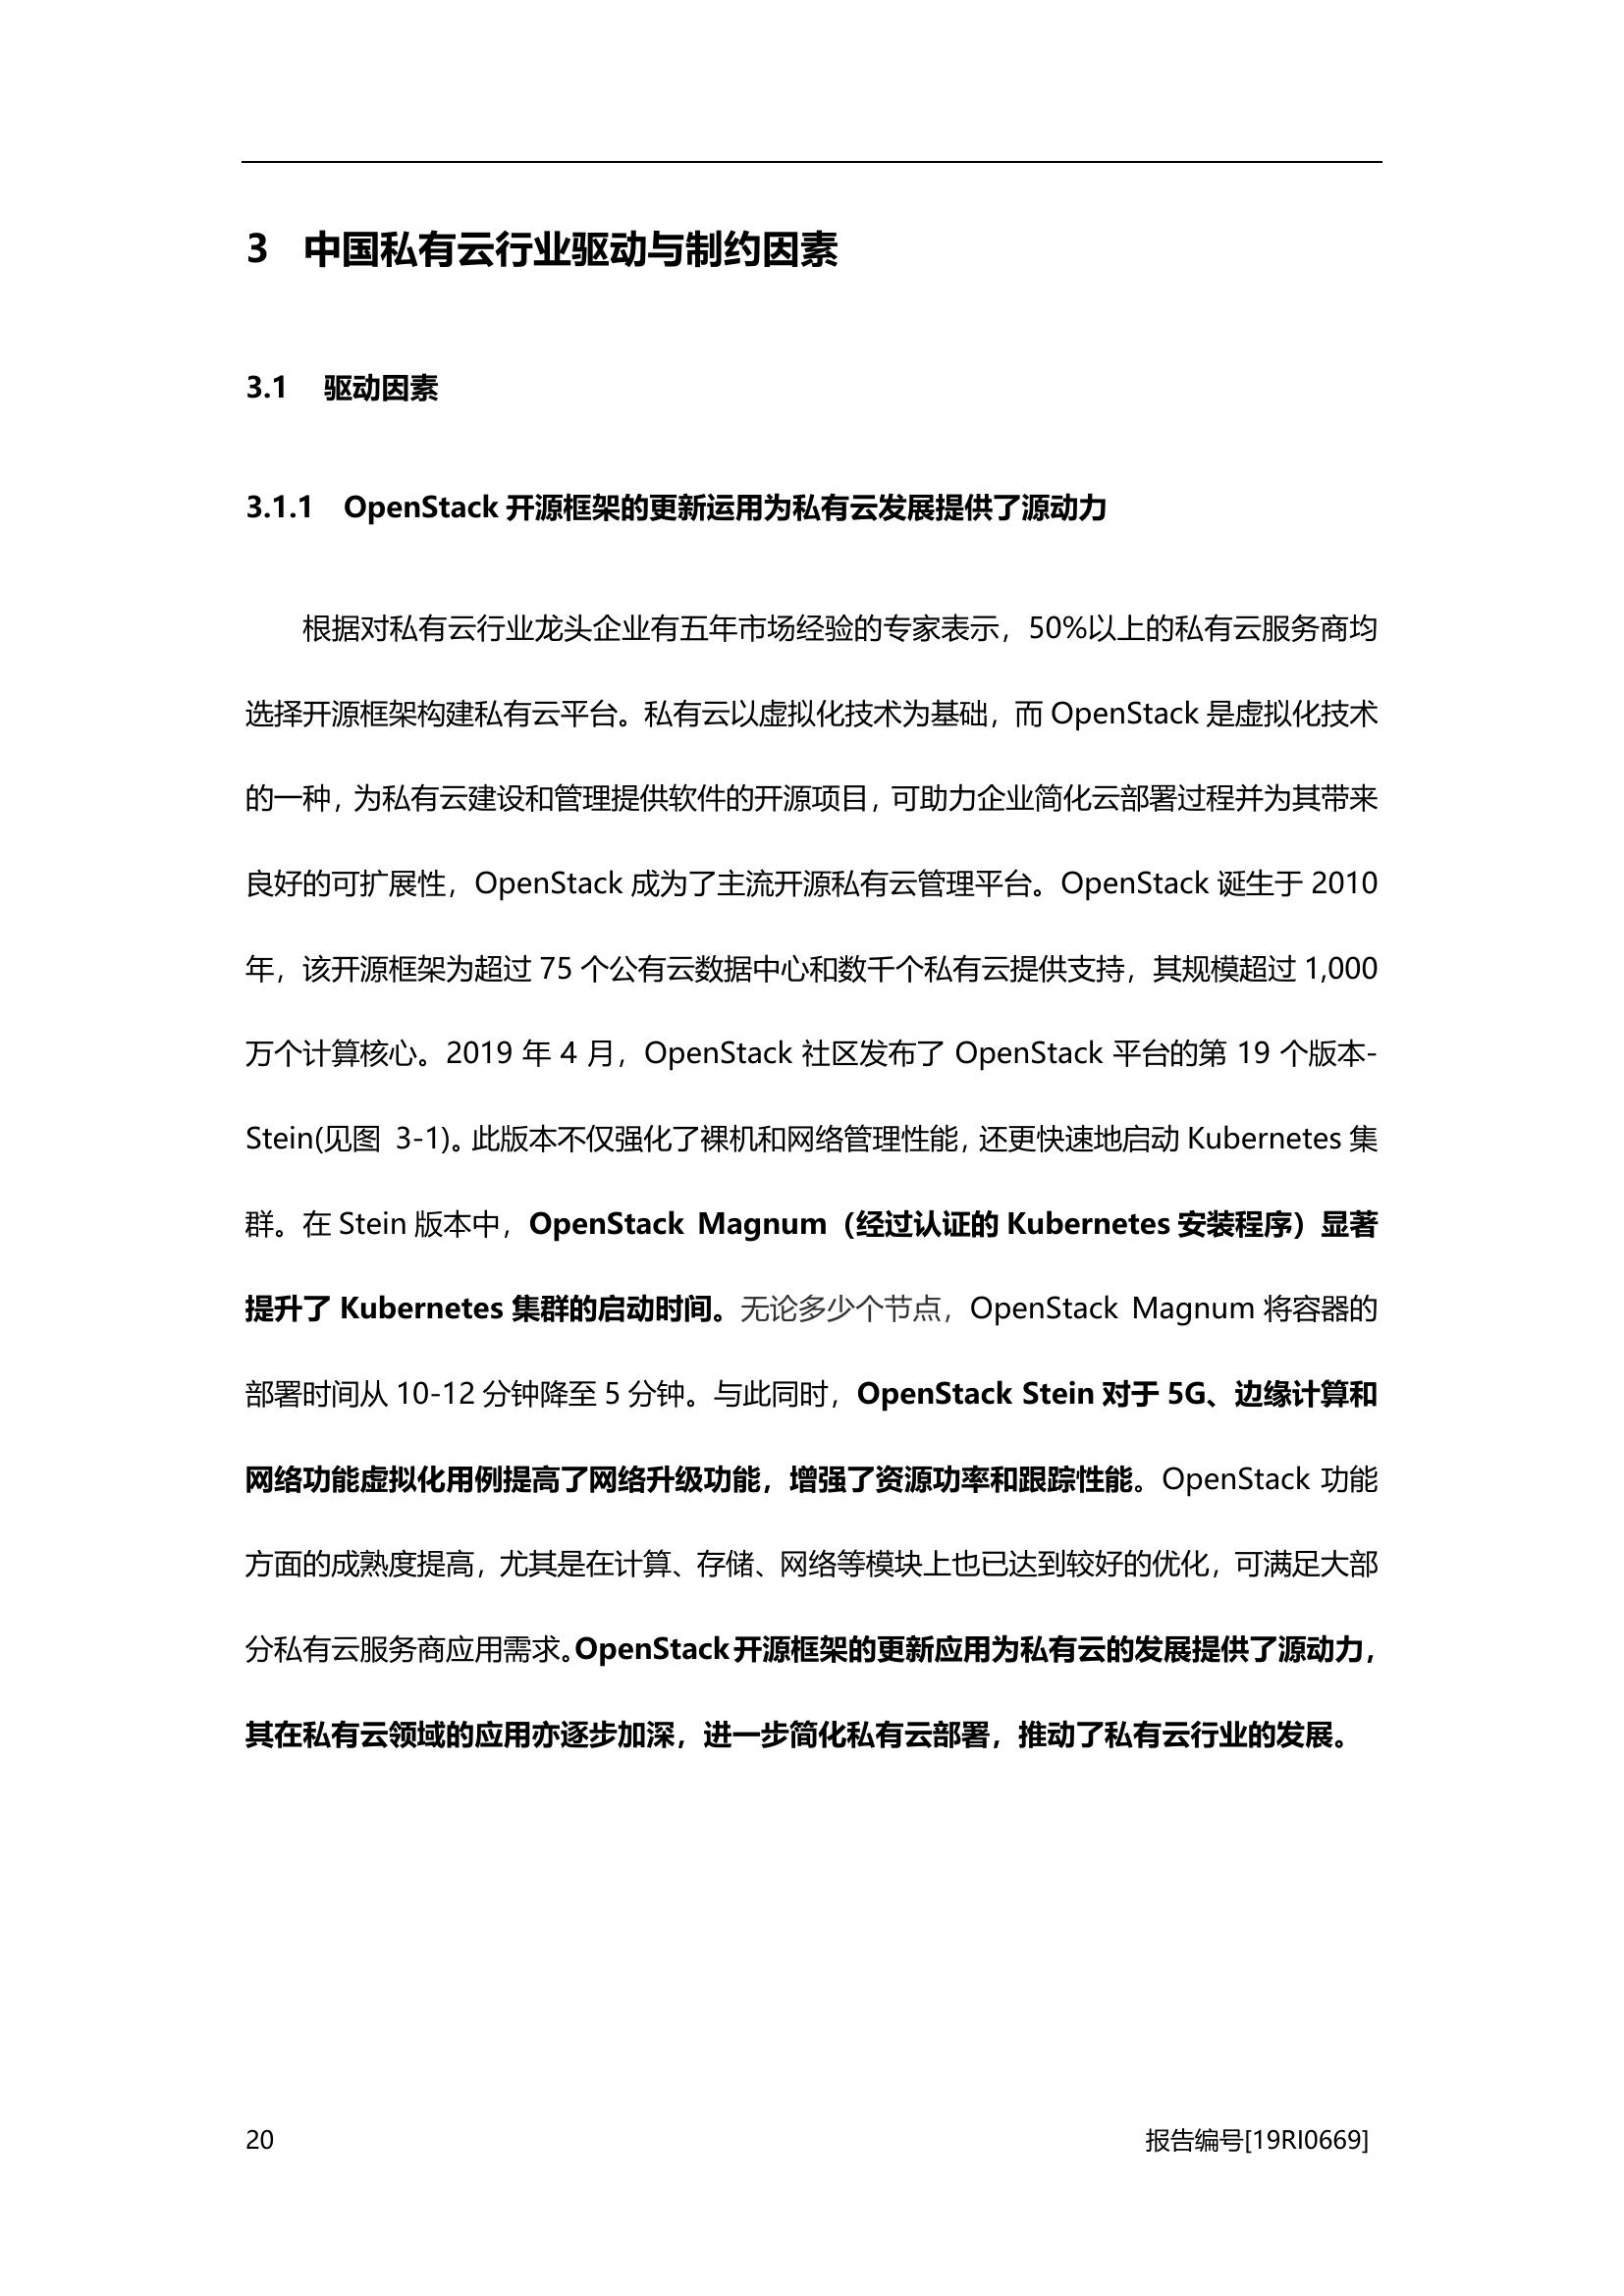 3 中国私有云行业驱动与制约因素
3.1 驱动因素
3.1.1 OpenStack 开源框架的更新运用为私有云发展提供了源动力
根据对私有云行业龙头企业有五年市场经验的专家表示，50%以上的私有云服务商均
选择开源框架构建私有云平台。私有云以虚拟化技术为基础，而 OpenStack 是虚拟化技术
的一种，为私有云建设和管理提供软件的开源项目，可助力企业简化云部署过程并为其带来
良好的可扩展性，OpenStack 成为了主流开源私有云管理平台。OpenStack 诞生于 2010
年，该开源框架为超过 75 个公有云数据中心和数千个私有云提供支持，其规模超过 1,000
万个计算核心。2019 年 4 月，OpenStack 社区发布了 OpenStack 平台的第 19 个版本-
Stein(见图 3-1)。此版本不仅强化了裸机和网络管理性能，还更快速地启动 Kubernetes 集
群。在 Stein 版本中，OpenStack Magnum（经过认证的 Kubernetes 安装程序）显著
提升了 Kubernetes 集群的启动时间。无论多少个节点，OpenStack Magnum 将容器的
部署时间从 10-12 分钟降至 5 分钟。与此同时，OpenStack Stein 对于 5G、边缘计算和
网络功能虚拟化用例提高了网络升级功能，增强了资源功率和跟踪性能。OpenStack 功能
方面的成熟度提高，尤其是在计算、存储、网络等模块上也已达到较好的优化，可满足大部
分私有云服务商应用需求。OpenStack 开源框架的更新应用为私有云的发展提供了源动力，
其在私有云领域的应用亦逐步加深，进一步简化私有云部署，推动了私有云行业的发展。
20 报告编号[19RI0669]